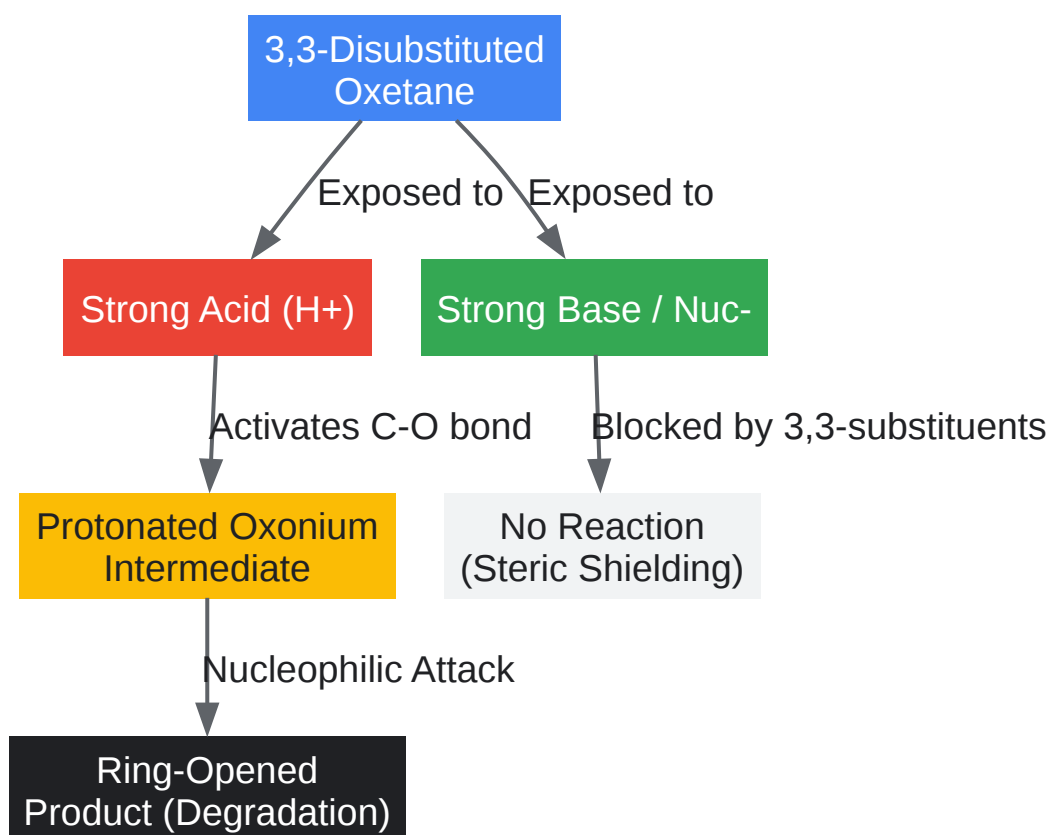 3,3-Disubstituted
Oxetane
Exposed to
Exposed to
Strong Acid (H+)
Strong Base / Nuc-
Activates C-O bond
Blocked by 3,3-substituents
Protonated Oxonium
Intermediate
No Reaction
(Steric Shielding)
Nucleophilic Attack
Ring-Opened
Product (Degradation)